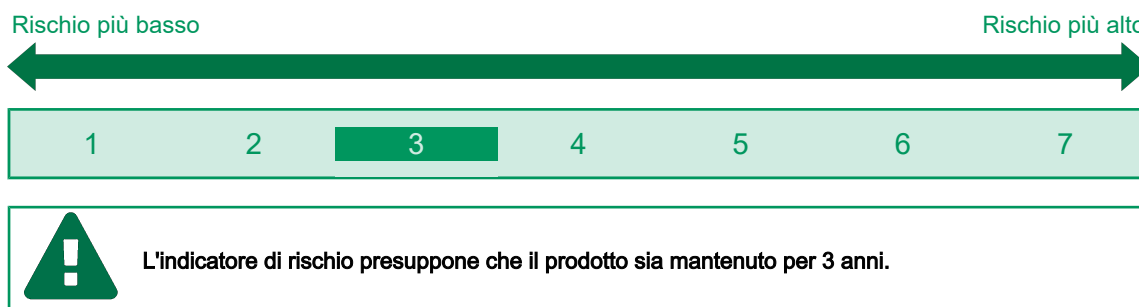 Rischio più basso Rischio più alto
1 2 3 4 5 6 7
L'indicatore di rischio presuppone che il prodotto sia mantenuto per 3 anni.